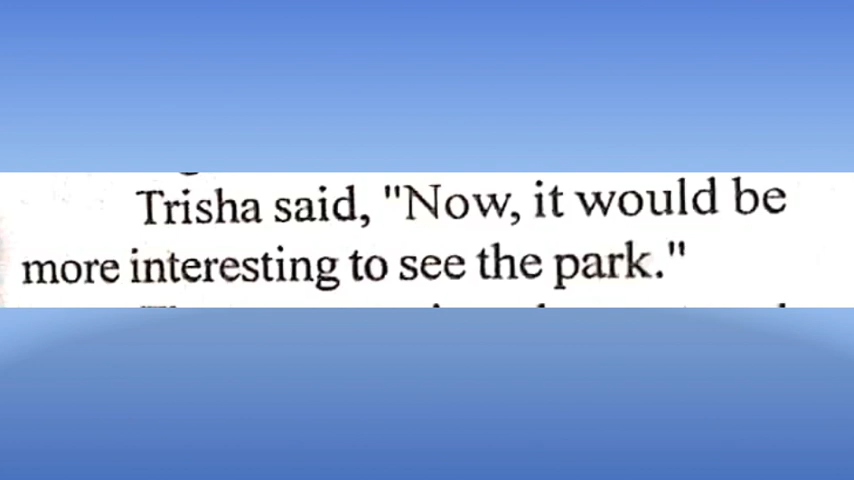 Trisha said, "Now, it would be
more interesting to see the park."